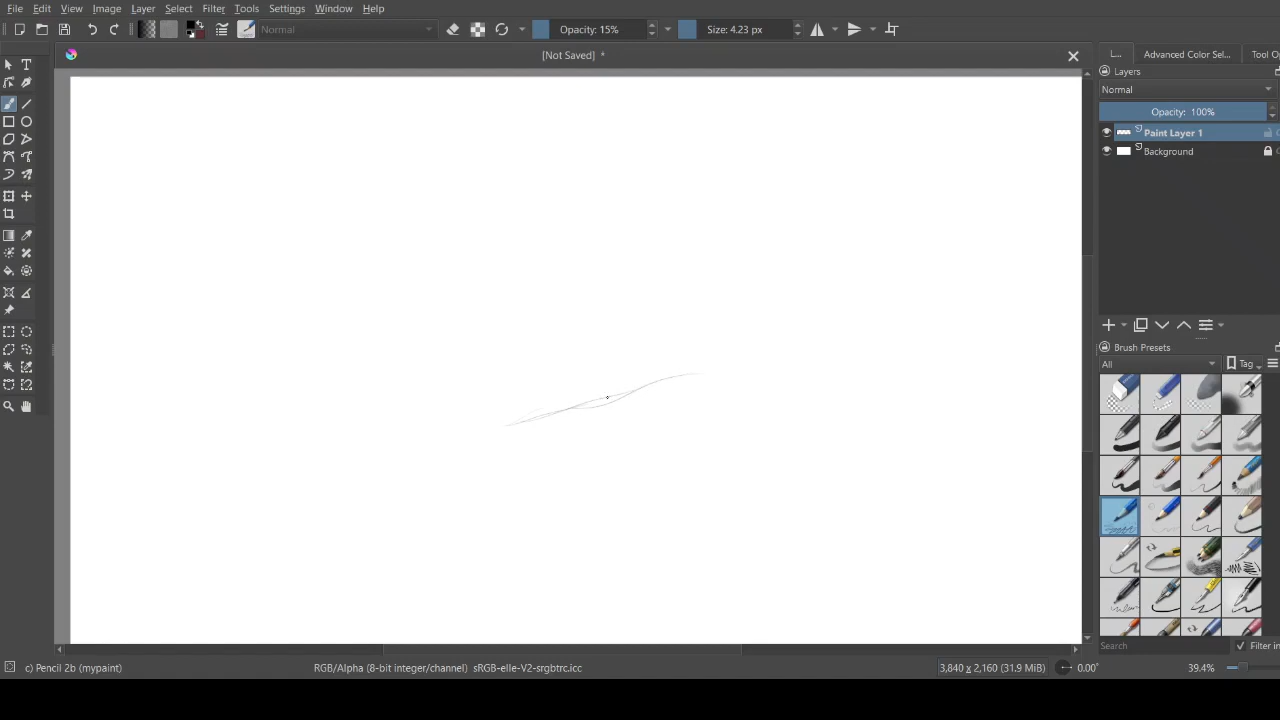 File Edit View Image Layer Select Filter Tools Settings Window Help
Normal Opacity: 15% Size: 4.23 px
[Not Saved] *
Advanced Color Sel... Tool Op
Layers
Normal
Opacity: 100%
Paint Layer 1
Background
Brush Presets
All Tag
Search Filter in
c) Pencil 2b (mypaint) RGB/Alpha (8-bit integer/channel) sRGB-elle-V2-srgbtrc.icc 3,840 x 2,160 (31.9 MiB) 0.00° 39.4%